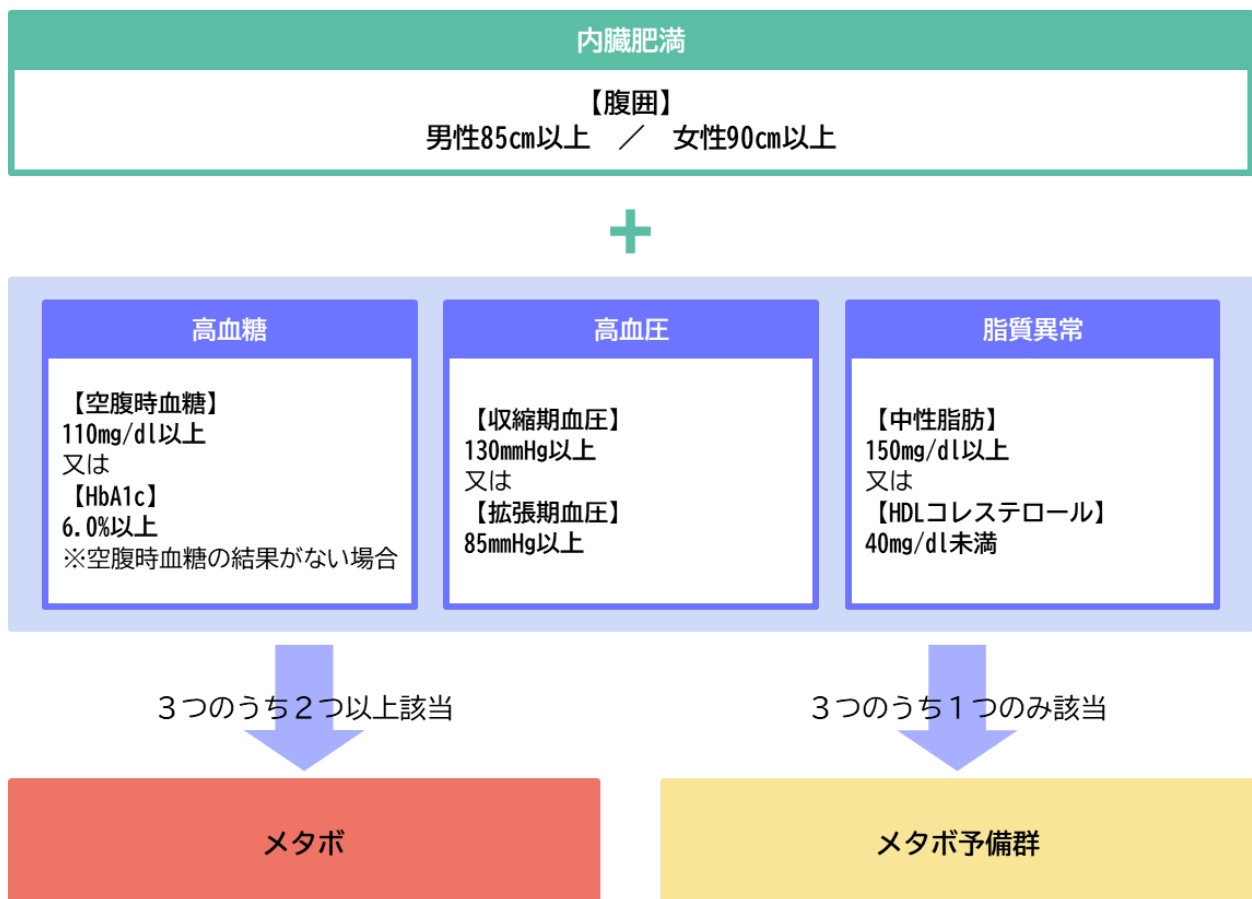 内臓肥満
【腹囲】
男性85㎝以上　／　女性90㎝以上
+
高血糖
【空腹時血糖】
110mg/dl以上
又は
【HbA1c】
6.0%以上
※空腹時血糖の結果がない場合
高血圧
【収縮期血圧】
130mmHg以上
又は
【拡張期血圧】
85mmHg以上
脂質異常
【中性脂肪】
150mg/dl以上
又は
【HDLコレステロール】
40mg/dl未満
３つのうち２つ以上該当
３つのうち１つのみ該当
メタボ
メタボ予備群